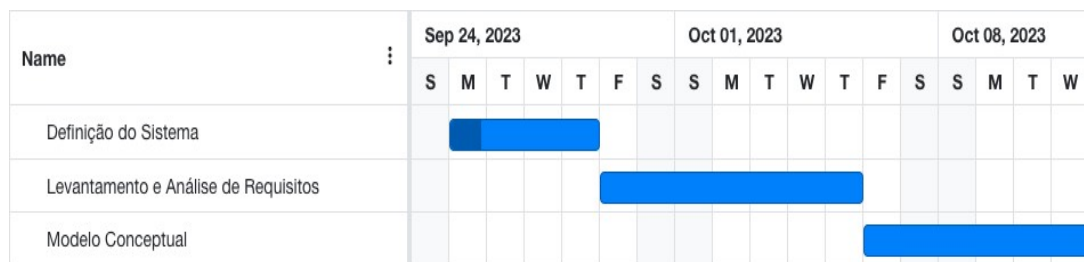 Name
Sep 24, 2023 Oct 01, 2023 Oct 08, 2023
S M T W T F S S M T W T F S S M T W
Definição do Sistema
Levantamento e Análise de Requisitos
Modelo Conceptual